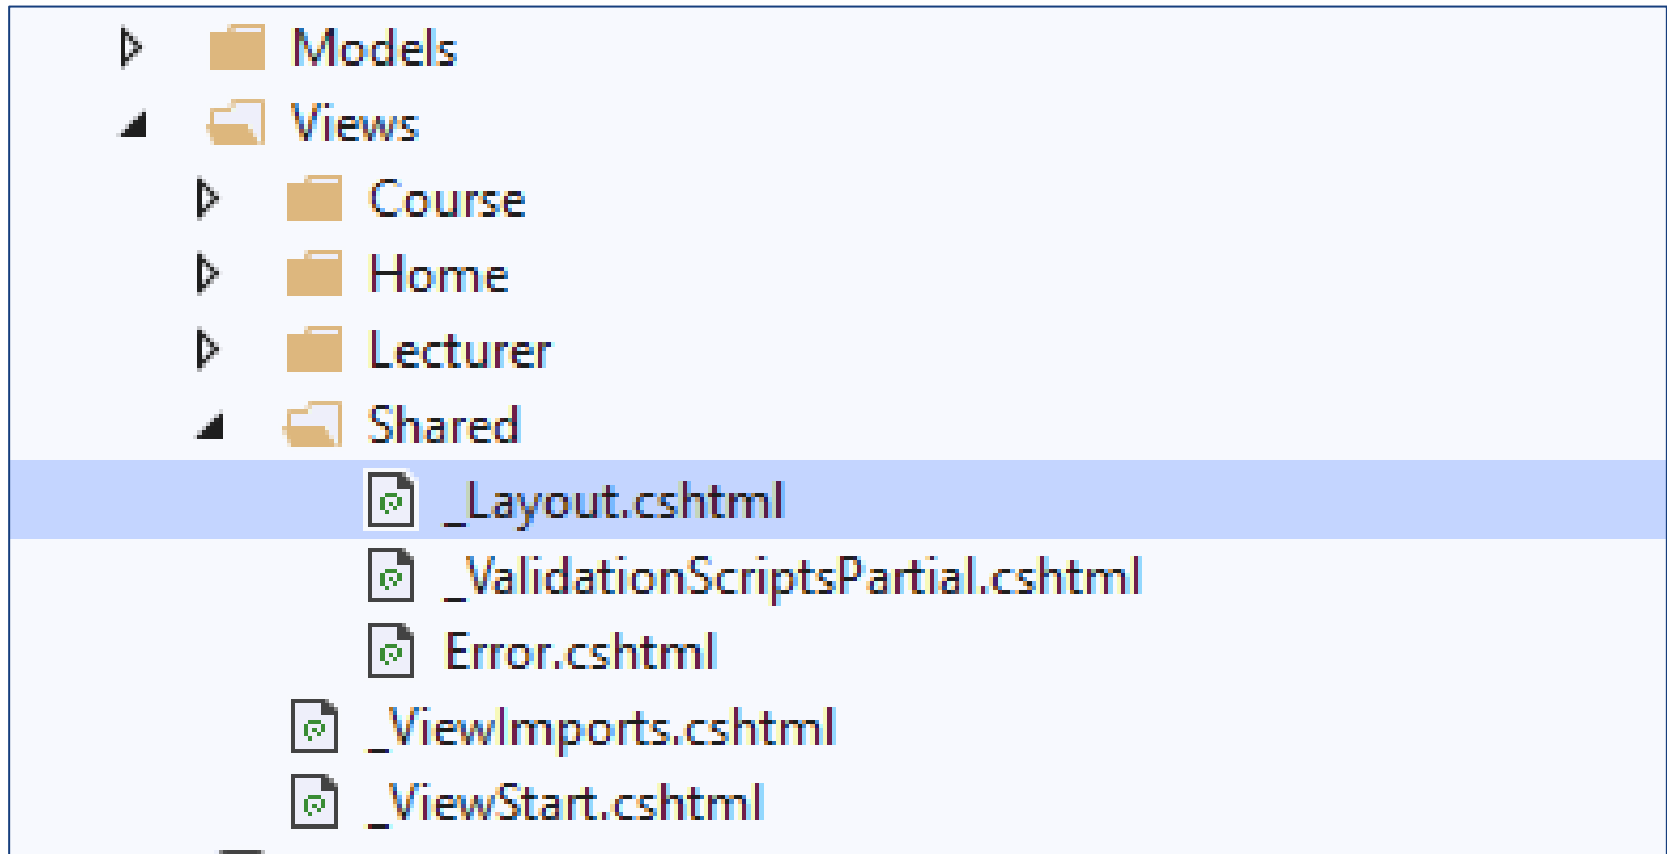 Models
Views
Course
Home
Lecturer
Shared
_Layout.cshtml
_ValidationScriptsPartial.cshtml
Error.cshtml
_ViewImports.cshtml
_ViewStart.cshtml